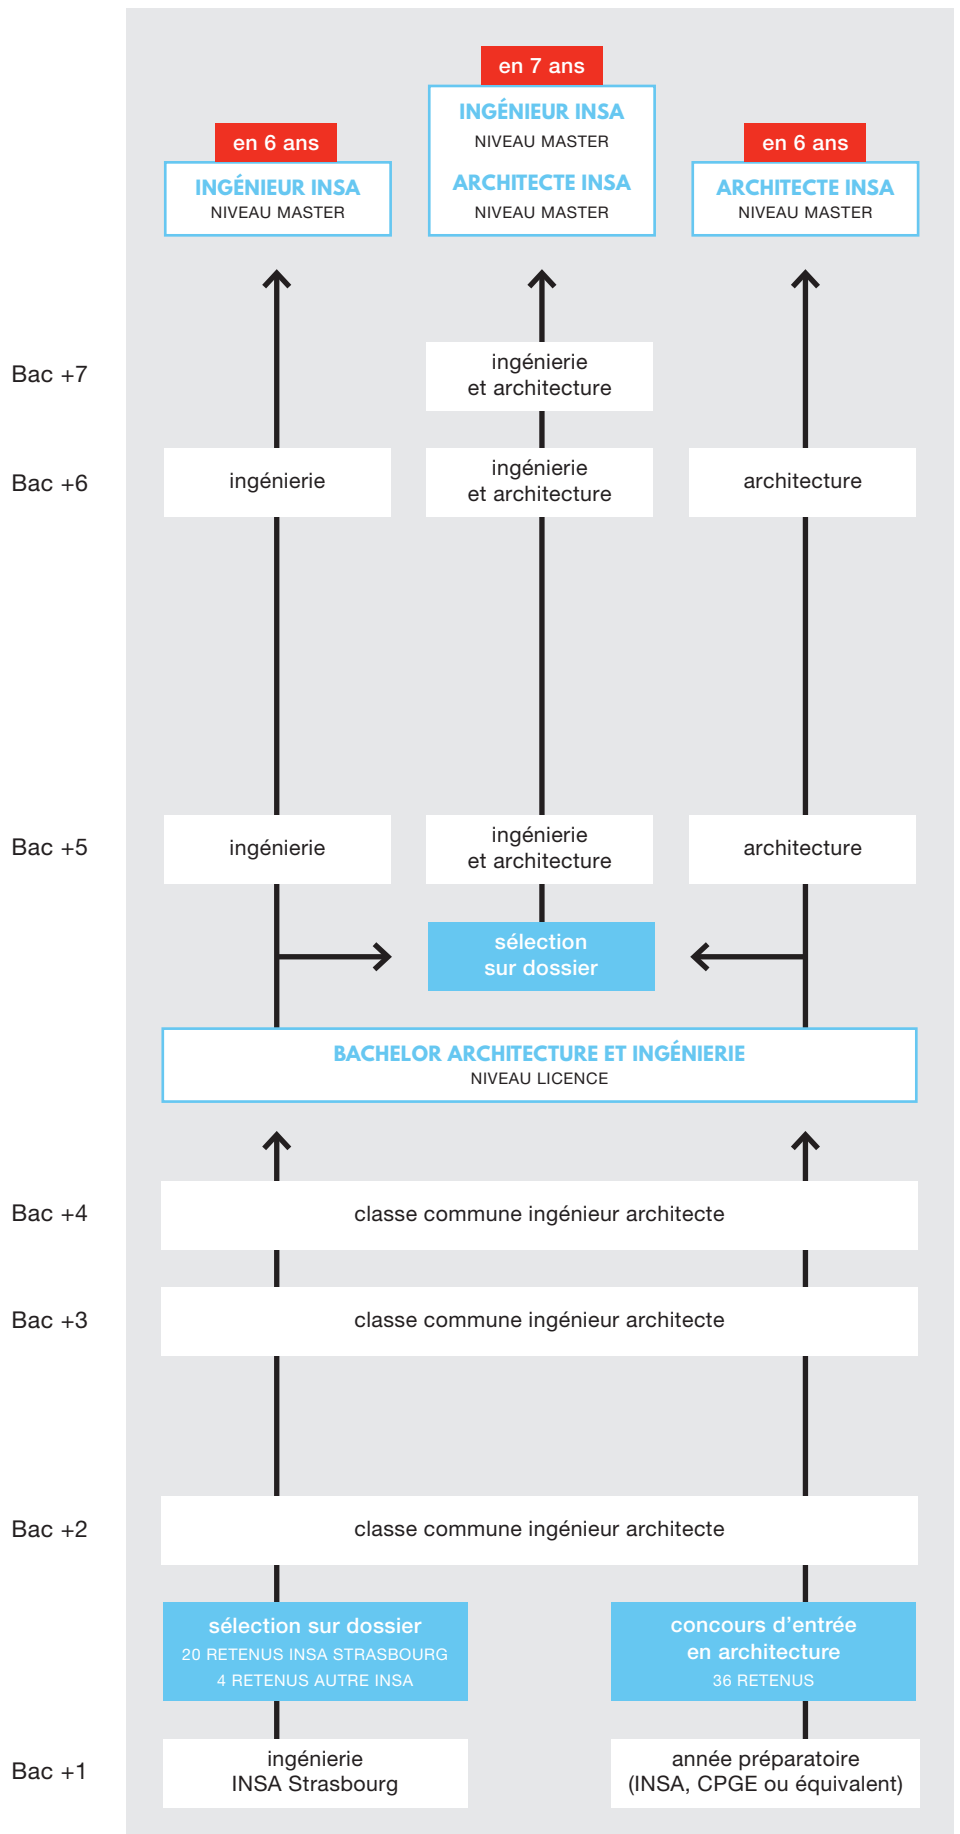 en 7 ans
INGÉNIEUR INSA
NIVEAU MASTER
ARCHITECTE INSA
NIVEAU MASTER
en 6 ans
INGÉNIEUR INSA
NIVEAU MASTER
en 6 ans
ARCHITECTE INSA
NIVEAU MASTER
Bac +7
ingénierie
et architecture
Bac +6
ingénierie
ingénierie
et architecture
architecture
Bac +5
ingénierie
ingénierie
et architecture
architecture
sélection
sur dossier
BACHELOR ARCHITECTURE ET INGÉNIERIE
NIVEAU LICENCE
Bac +4
classe commune ingénieur architecte
Bac +3
classe commune ingénieur architecte
Bac +2
classe commune ingénieur architecte
sélection sur dossier
20 RETENUS INSA STRASBOURG
4 RETENUS AUTRE INSA
concours d'entrée
en architecture
36 RETENUS
Bac +1
ingénierie
INSA Strasbourg
année préparatoire
(INSA, CPGE ou équivalent)